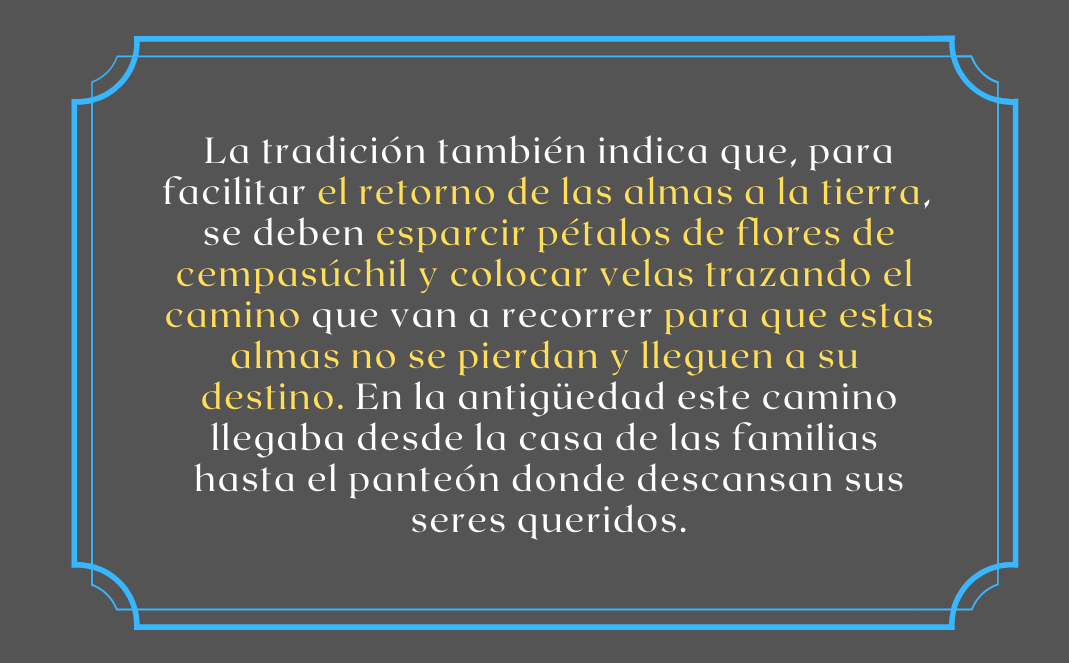 La tradición también indica que, para
facilitar el retorno de las almas a la tierra,
se deben esparcir pétalos de flores de
cempasúchil y colocar velas trazando el
camino que van a recorrer para que estas
almas no se pierdan y lleguen a su
destino. En la antigüedad este camino
llegaba desde la casa de las familias
hasta el panteón donde descansan sus
seres queridos.